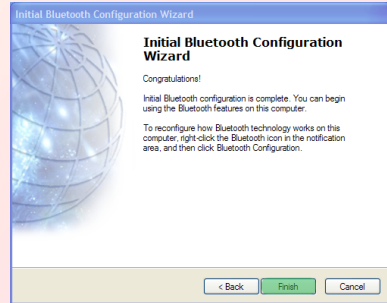 Initial Bluetooth Configuration Wizard
Initial Bluetooth Configuration
Wizard
Congratulations!
Initial Bluetooth configuration is complete. You can begin
using the Bluetooth features on this computer.
To reconfigure how Bluetooth technology works on this
computer, right-click the Bluetooth icon in the notification
area, and then click Bluetooth Configuration.
< Back
Finish
Cancel